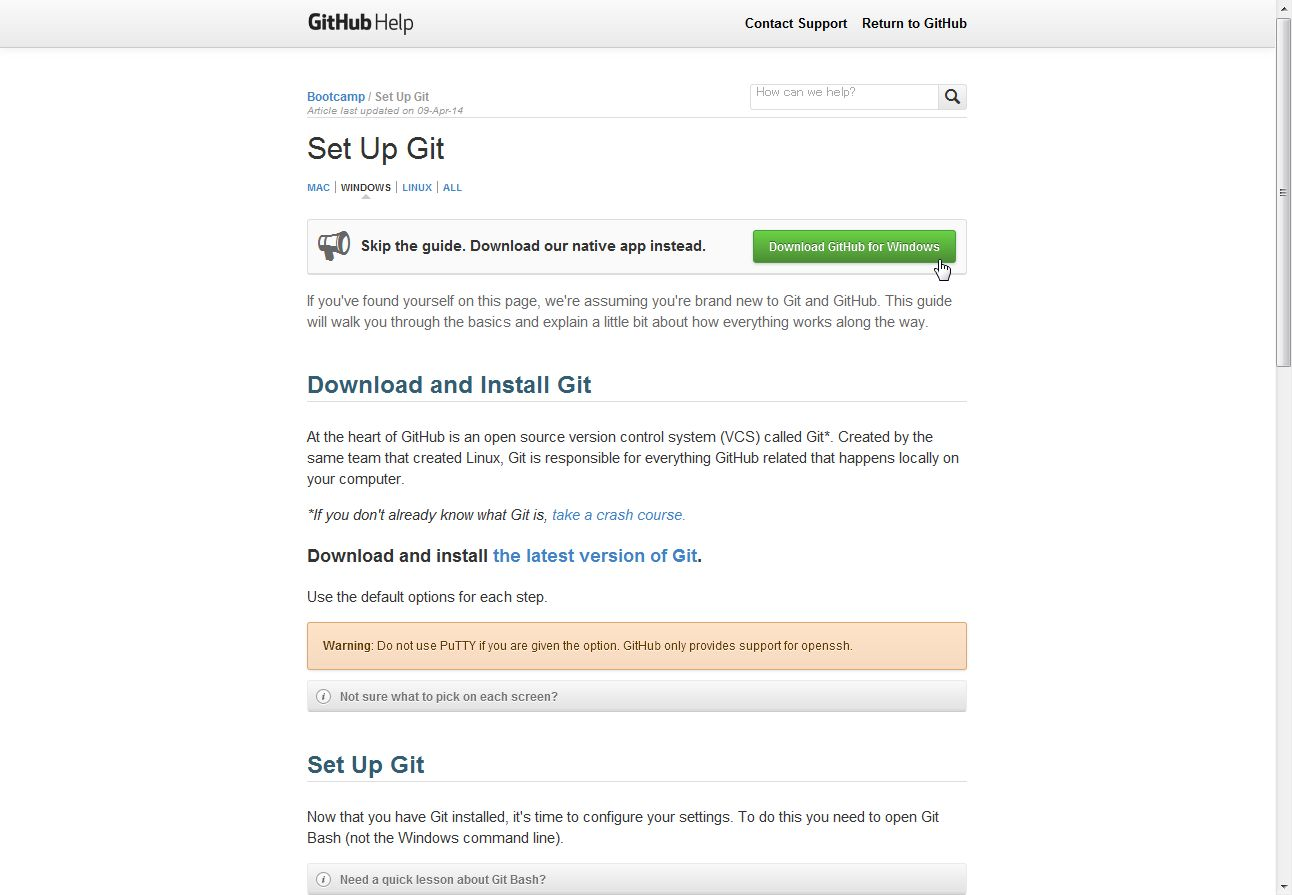 GitHub Help
Contact Support Return to GitHub
Bootcamp / Set Up Git
How can we help?
Article last updated on 09-Apr-14
Set Up Git
MAC | WINDOWS | LINUX | ALL
Skip the guide. Download our native app instead.
Download GitHub for Windows
If you've found yourself on this page, we're assuming you're brand new to Git and GitHub. This guide
will walk you through the basics and explain a little bit about how everything works along the way.
Download and Install Git
At the heart of GitHub is an open source version control system (VCS) called Git*. Created by the
same team that created Linux, Git is responsible for everything GitHub related that happens locally on
your computer.
*If you don't already know what Git is, take a crash course.
Download and install the latest version of Git.
Use the default options for each step.
Warning: Do not use PuTTY if you are given the option. GitHub only provides support for openssh.
Not sure what to pick on each screen?
Set Up Git
Now that you have Git installed, it's time to configure your settings. To do this you need to open Git
Bash (not the Windows command line).
Need a quick lesson about Git Bash?